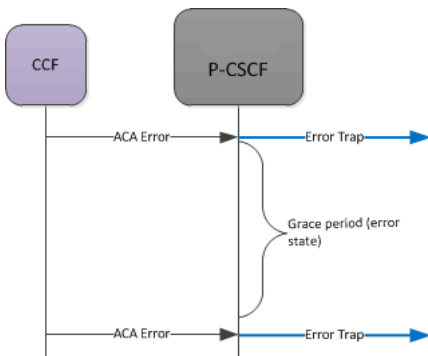 CCF
P-CSCF
ACA Error
Error Trap
Grace period (error
state)
ACA Error
Error Trap